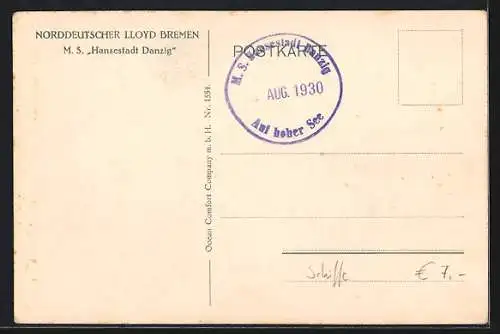 NORDDEUTSCHER LLOYD BREMEN
M. S. „Hansestadt Danzig“
POSTKARTE
M. S. Hansestadt Danzig
AUG. 1930
Auf hoher See
Ocean Comfort Company m. b. H. Nr. 1554.
Schiffe € 7,-